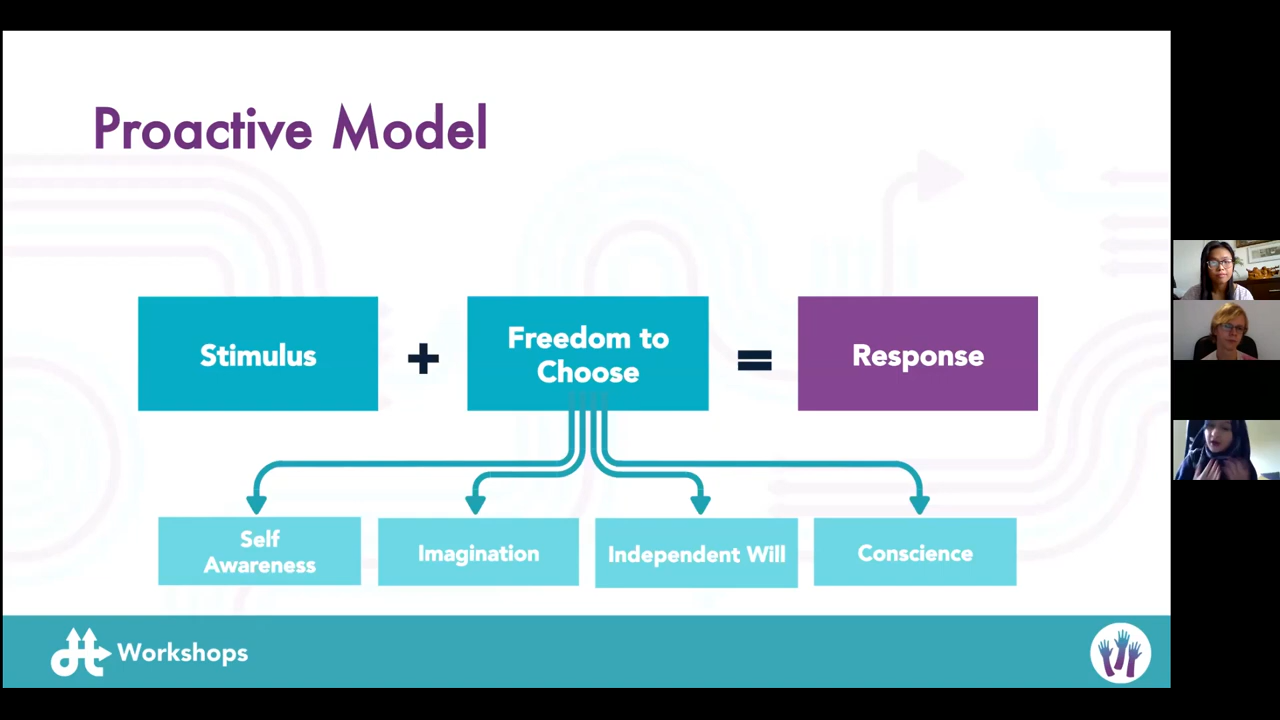 Proactive Model
Stimulus
+
Freedom to
Choose
=
Response
Self
Awareness
Imagination
Independent Will
Conscience
Workshops